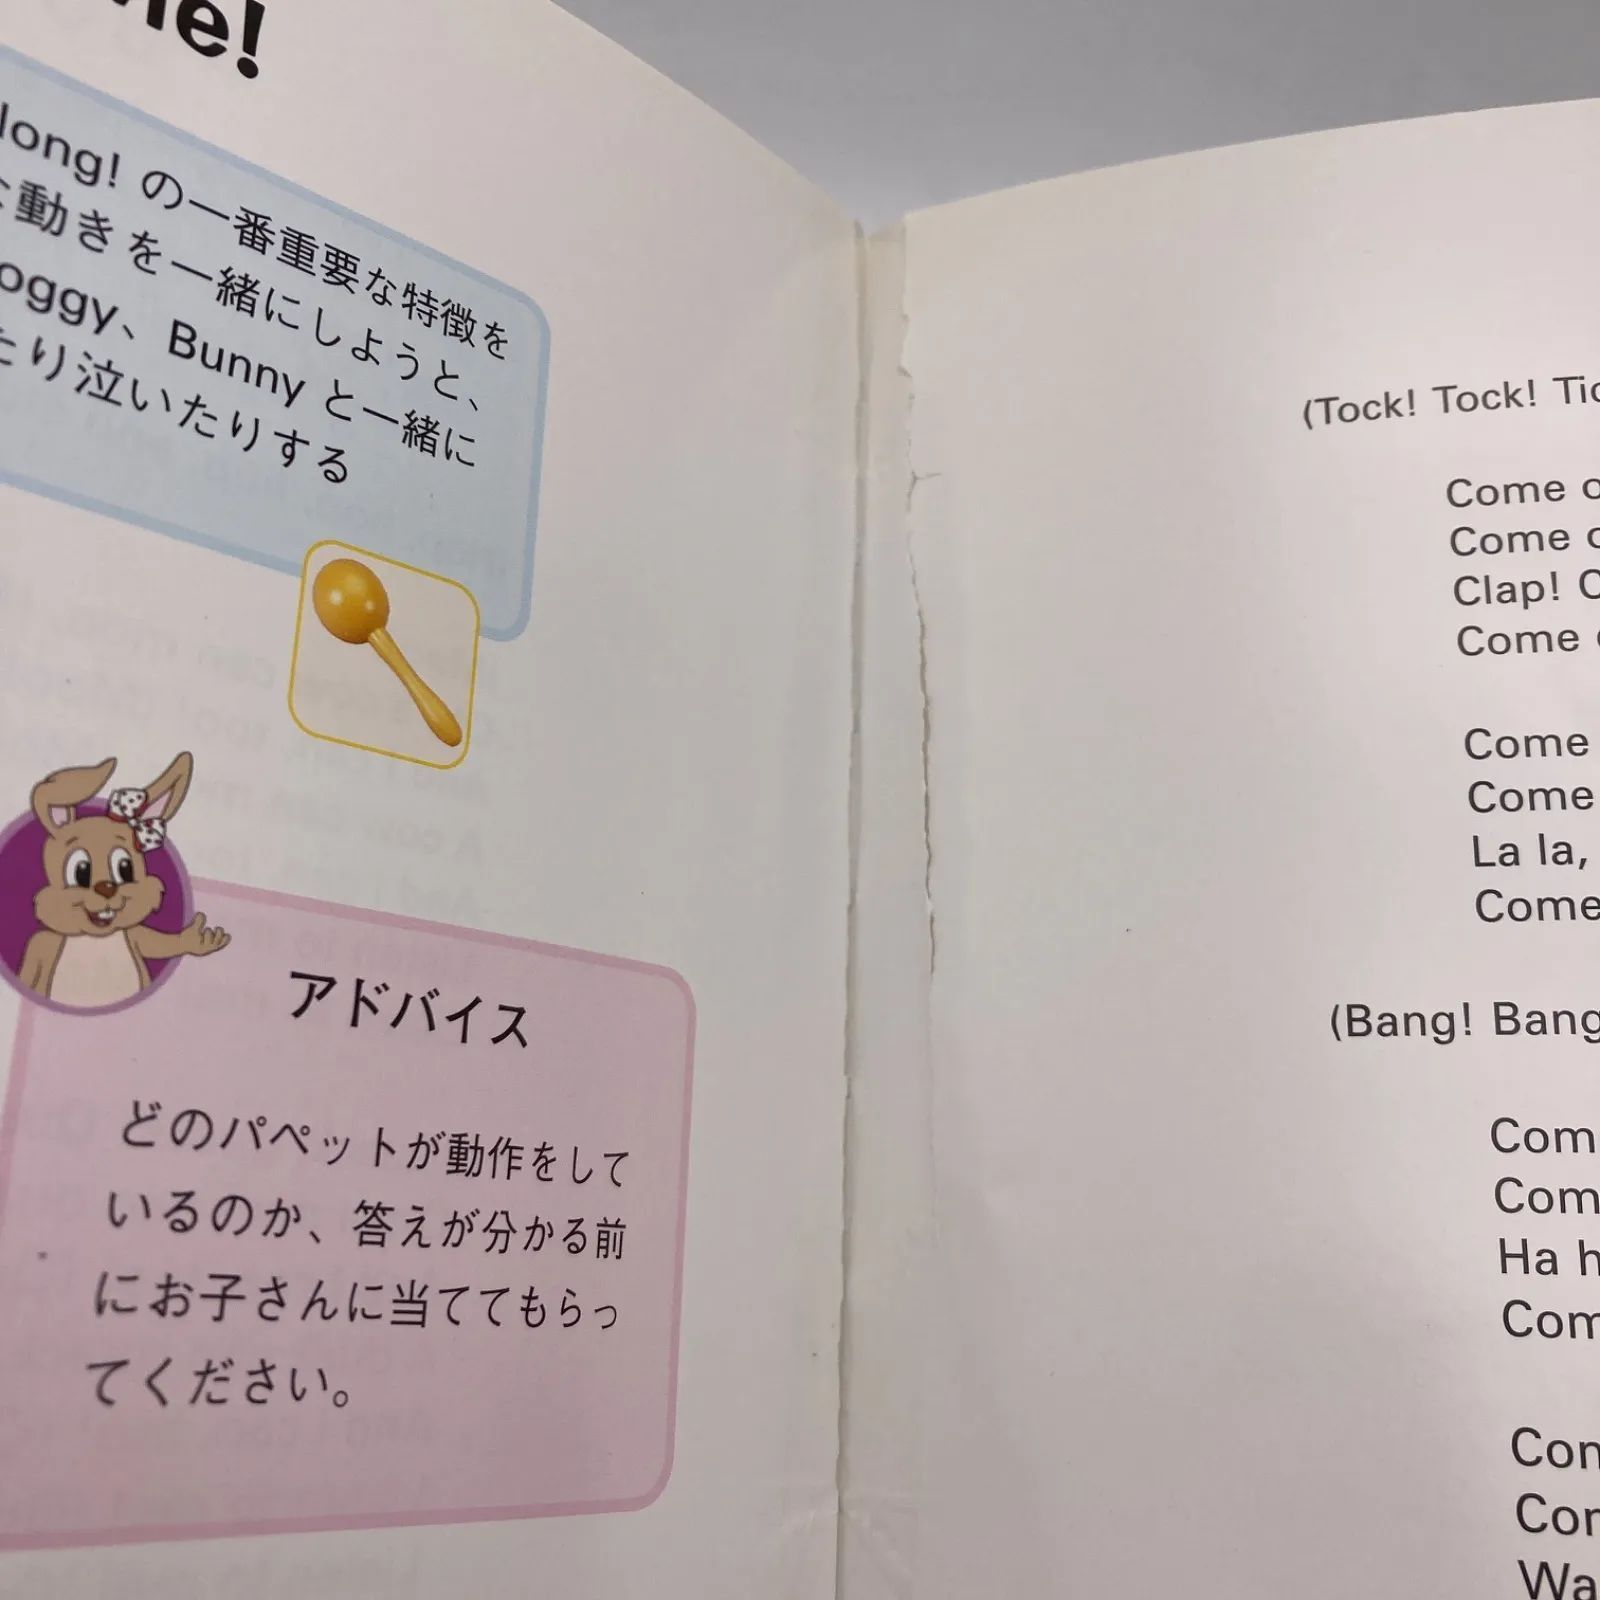 long! の一番重要な特徴を
動きを一緒にしようと、
oggy、Bunny と一緒に
たり泣いたりする
アドバイス
どのパペットが動作をして
いるのか、答えが分かる前
にお子さんに当ててもらっ
てください。
(Tock! Tock! Tic
Come o
Come
Clap! C
Come
Come
Come
La la,
Come
(Bang! Bang
Com
Com
Ha h
Com
Con
Wa